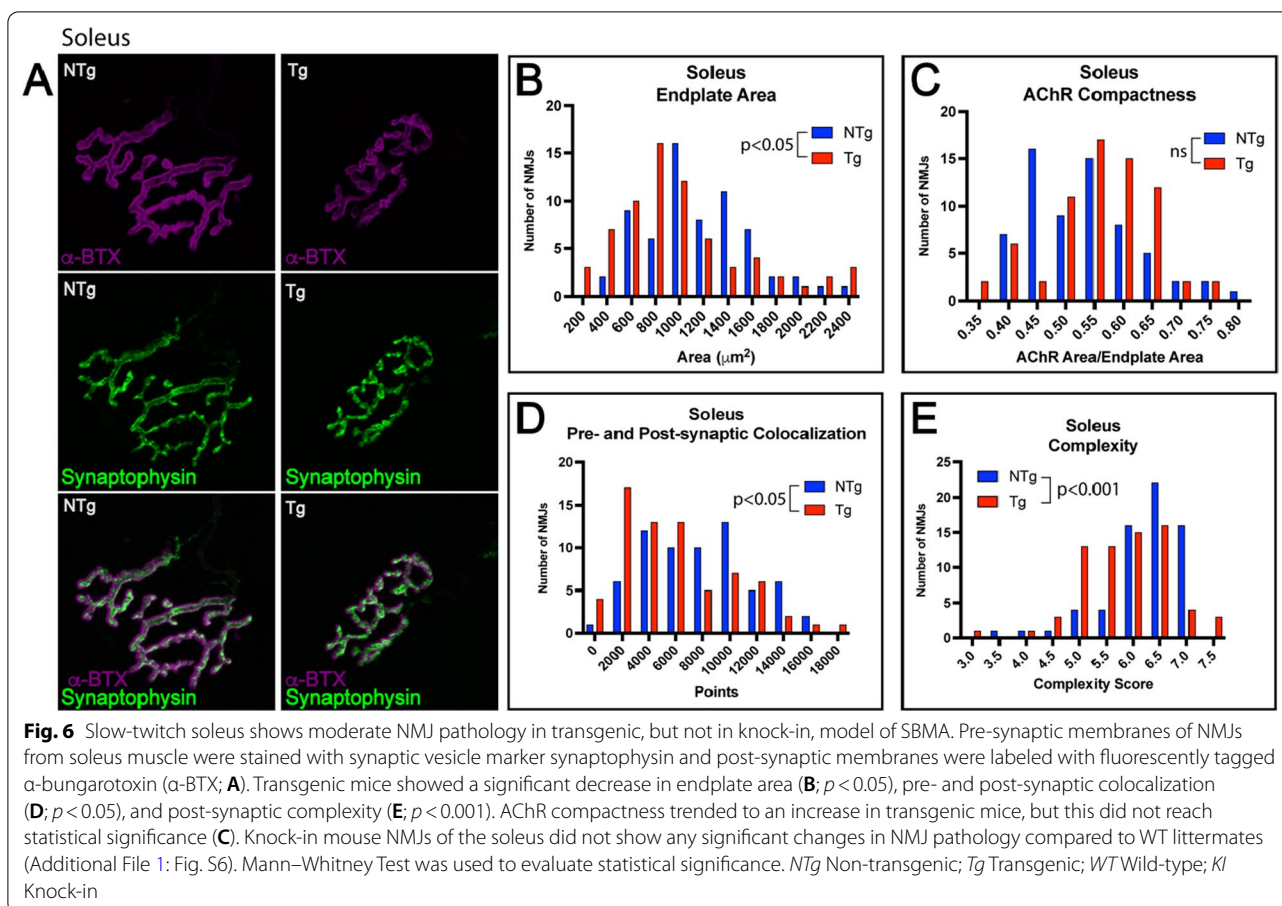 Soleus
A
NTg
α-BTX
Tg
α-BTX
NTg
Synaptophysin
Tg
Synaptophysin
NTg
α-BTX
Synaptophysin
Tg
α-BTX
Synaptophysin
B
Soleus
Endplate Area
Number of NMJs
20
15
10
5
0
NTg
Tg
p<0.05
200 400 600 800 1000 1200 1400 1600 1800 2000 2200 2400
Area (μm²)
C
Soleus
AChR Compactness
Number of NMJs
20
15
10
5
0
NTg
Tg
ns
0.35 0.40 0.45 0.50 0.55 0.60 0.65 0.70 0.75 0.80
AChR Area/Endplate Area
D
Soleus
Pre- and Post-synaptic Colocalization
Number of NMJs
20
15
10
5
0
NTg
Tg
p<0.05
0 2000 4000 6000 8000 10000 12000 14000 16000 18000
Points
E
Soleus
Complexity
Number of NMJs
25
20
15
10
5
0
NTg
Tg
p<0.001
3.0 3.5 4.0 4.5 5.0 5.5 6.0 6.5 7.0 7.5
Complexity Score
Fig. 6 Slow-twitch soleus shows moderate NMJ pathology in transgenic, but not in knock-in, model of SBMA. Pre-synaptic membranes of NMJs
from soleus muscle were stained with synaptic vesicle marker synaptophysin and post-synaptic membranes were labeled with fluorescently tagged
α-bungarotoxin (α-BTX; A). Transgenic mice showed a significant decrease in endplate area (B; p < 0.05), pre- and post-synaptic colocalization
(D; p < 0.05), and post-synaptic complexity (E; p < 0.001). AChR compactness trended to an increase in transgenic mice, but this did not reach
statistical significance (C). Knock-in mouse NMJs of the soleus did not show any significant changes in NMJ pathology compared to WT littermates
(Additional File 1: Fig. S6). Mann–Whitney Test was used to evaluate statistical significance. NTg Non-transgenic; Tg Transgenic; WT Wild-type; KI
Knock-in